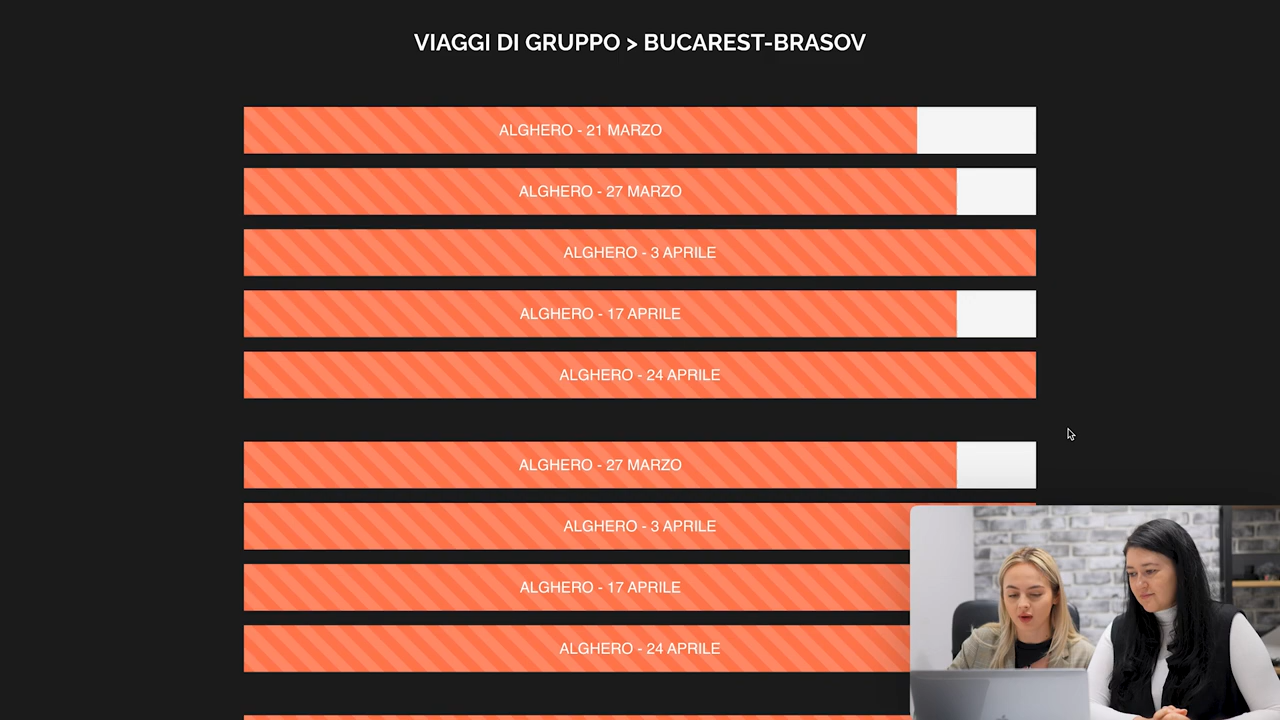 VIAGGI DI GRUPPO > BUCAREST-BRASOV
ALGHERO - 21 MARZO
ALGHERO - 27 MARZO
ALGHERO - 3 APRILE
ALGHERO - 17 APRILE
ALGHERO - 24 APRILE
ALGHERO - 27 MARZO
ALGHERO - 3 APRILE
ALGHERO - 17 APRILE
ALGHERO - 24 APRILE